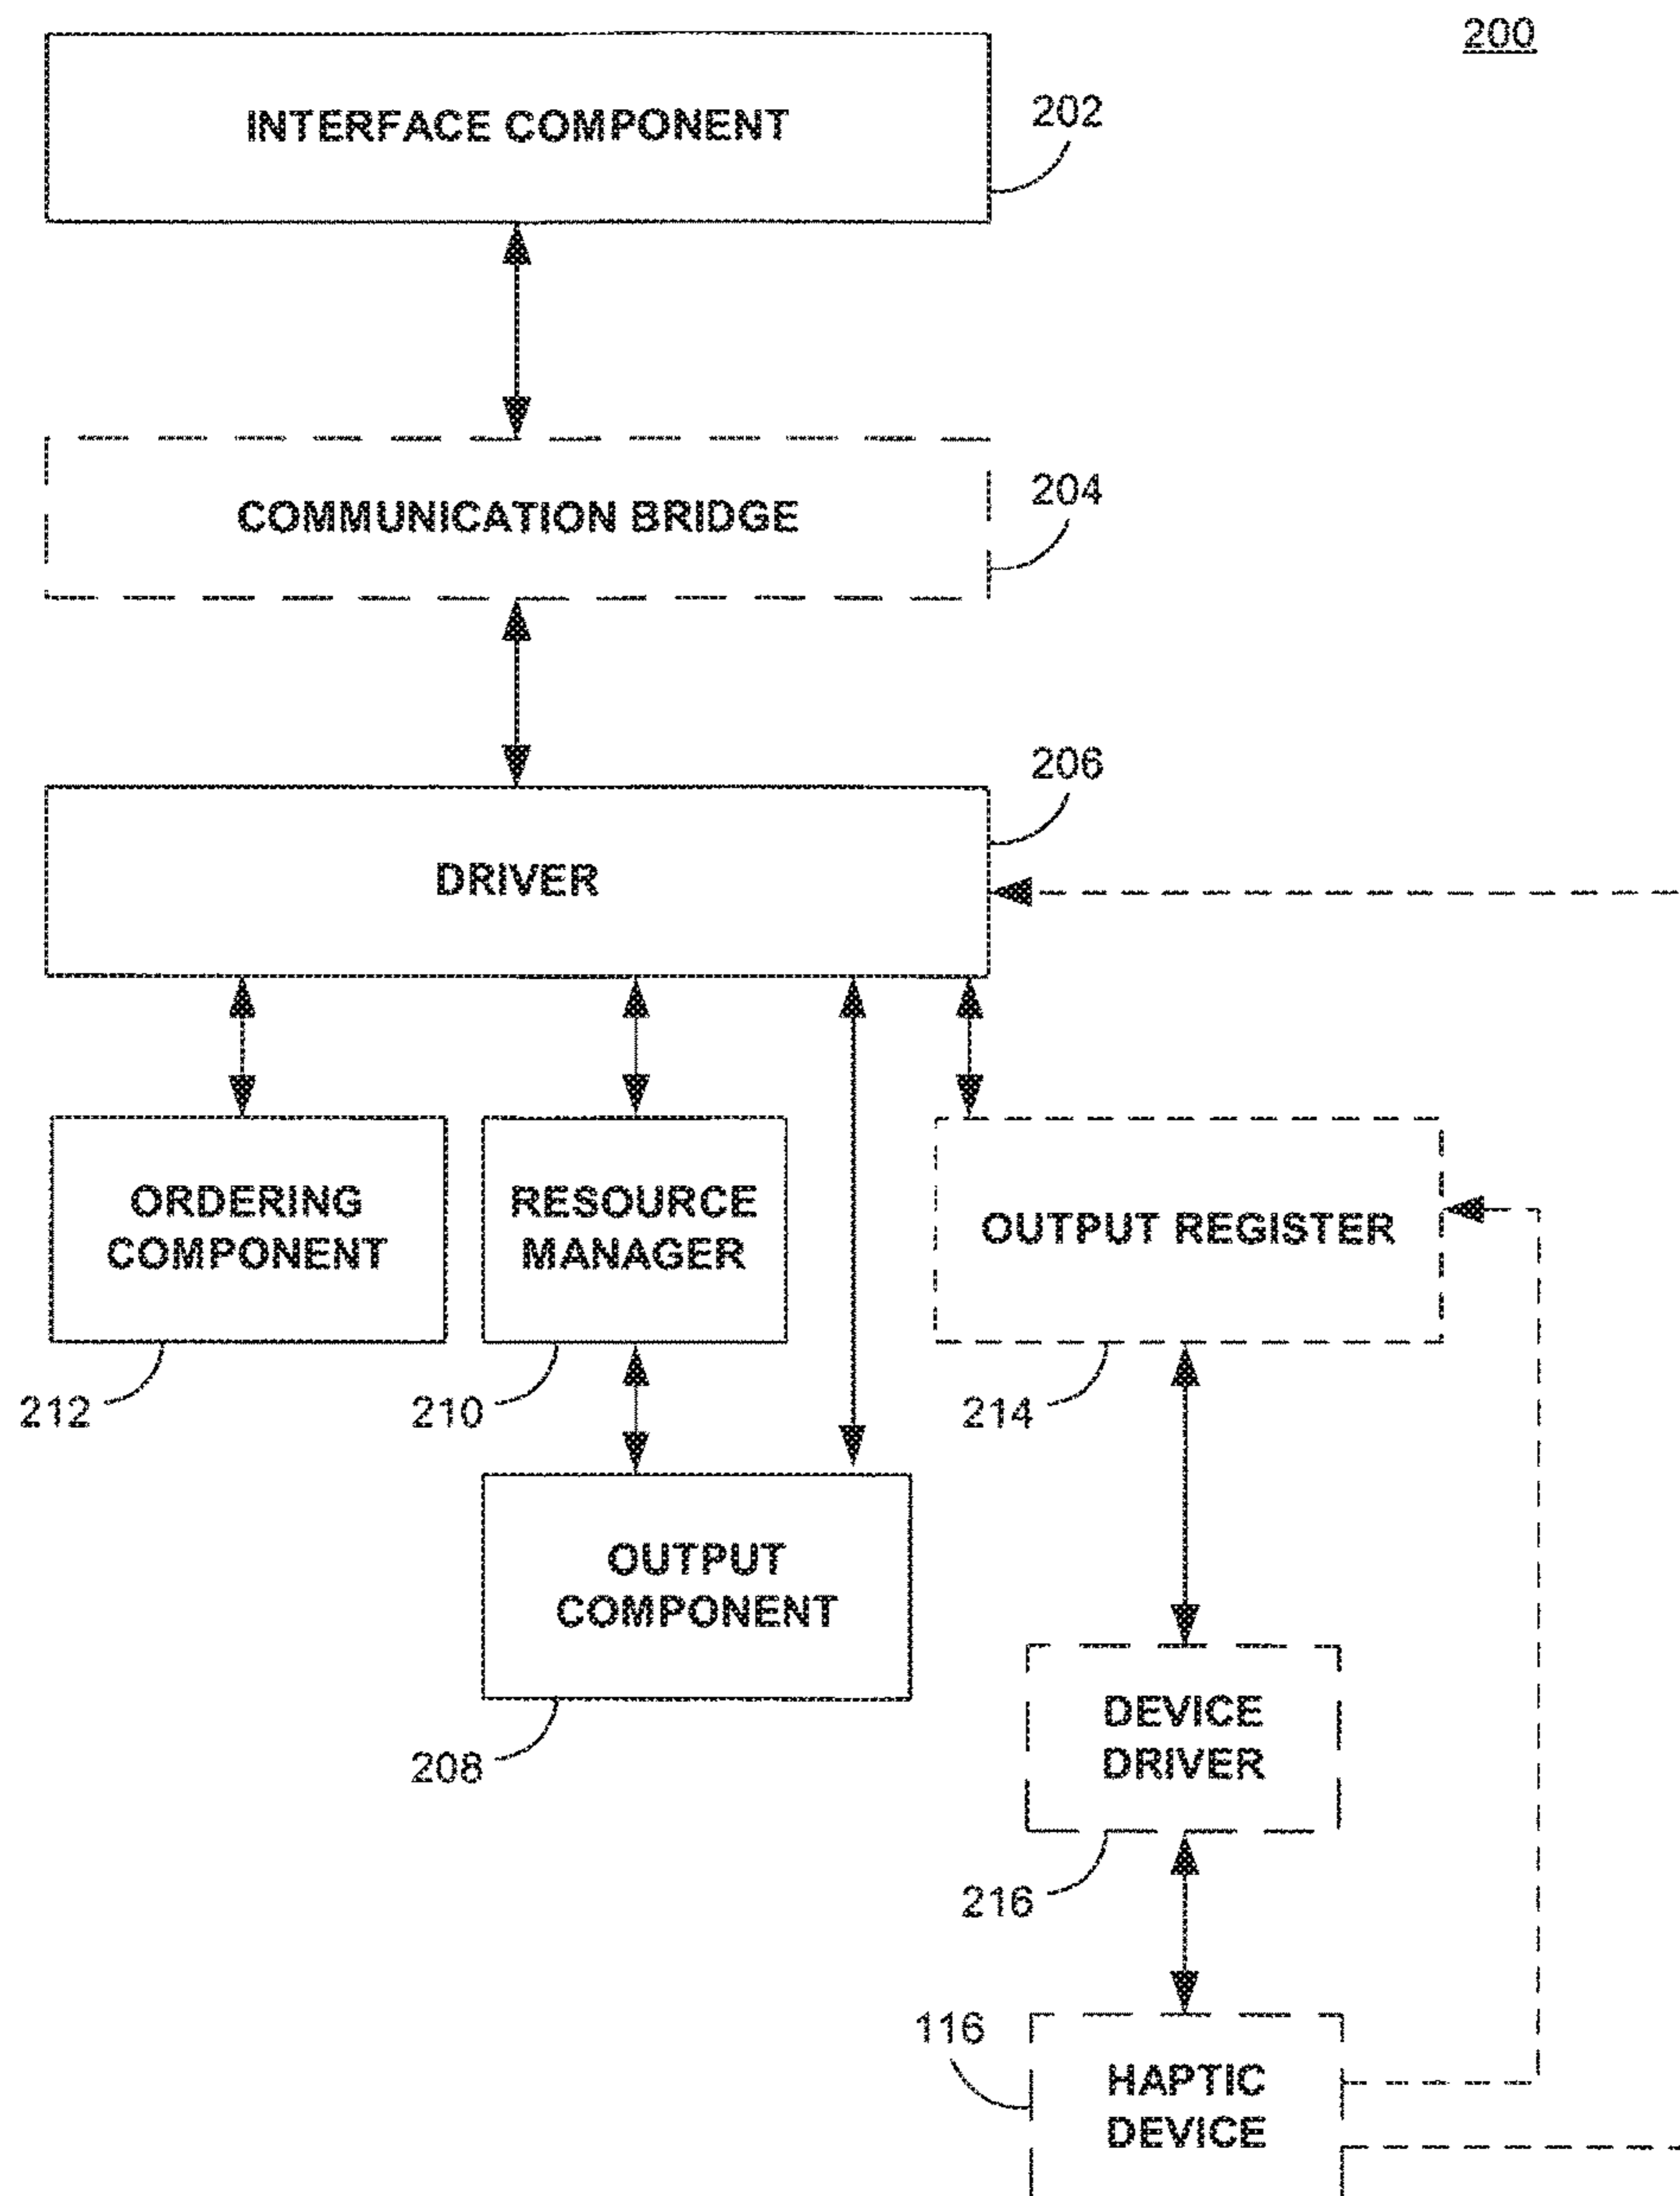 200
INTERFACE COMPONENT
202
COMMUNICATION BRIDGE
204
206
DRIVER
ORDERING
COMPONENT
RESOURCE
MANAGER
OUTPUT REGISTER
212
210
214
OUTPUT
COMPONENT
208
DEVICE
DRIVER
216
116
HAPTIC
DEVICE